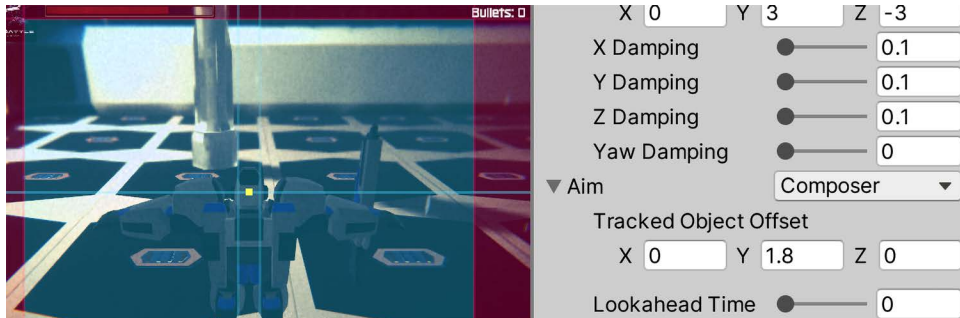 Bullets: 0
BATTLE
X 0 Y 3 Z -3
X Damping 0.1
Y Damping 0.1
Z Damping 0.1
Yaw Damping 0
Aim Composer
Tracked Object Offset
X 0 Y 1.8 Z 0
Lookahead Time 0